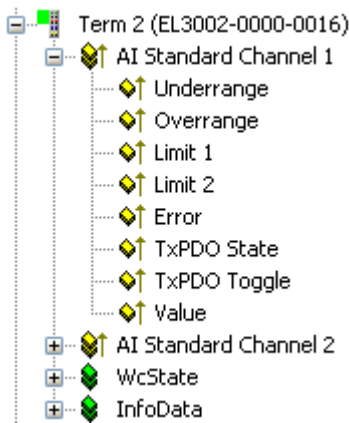 Term 2 (EL3002-0000-0016)
AI Standard Channel 1
Underrange
Overrange
Limit 1
Limit 2
Error
TxPDO State
TxPDO Toggle
Value
AI Standard Channel 2
WcState
InfoData